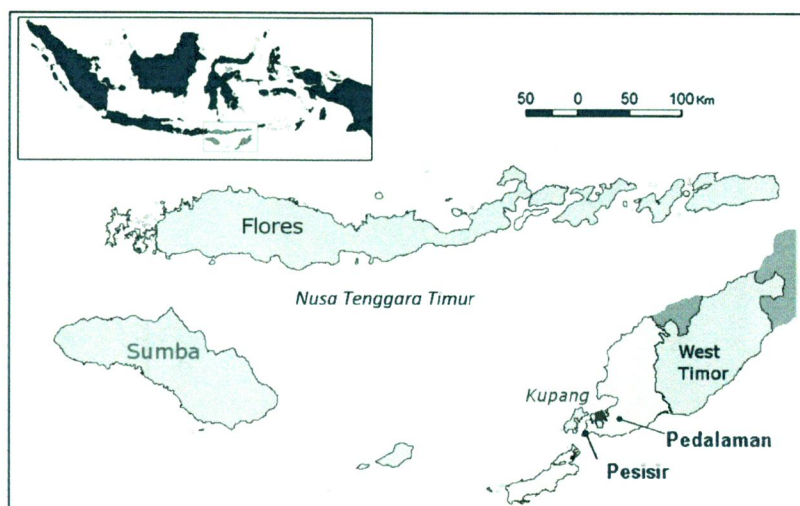 50 0 50 100 Km
Flores
Nusa Tenggara Timur
Sumba
West
Timor
Kupang
Pedalaman
Pesisir